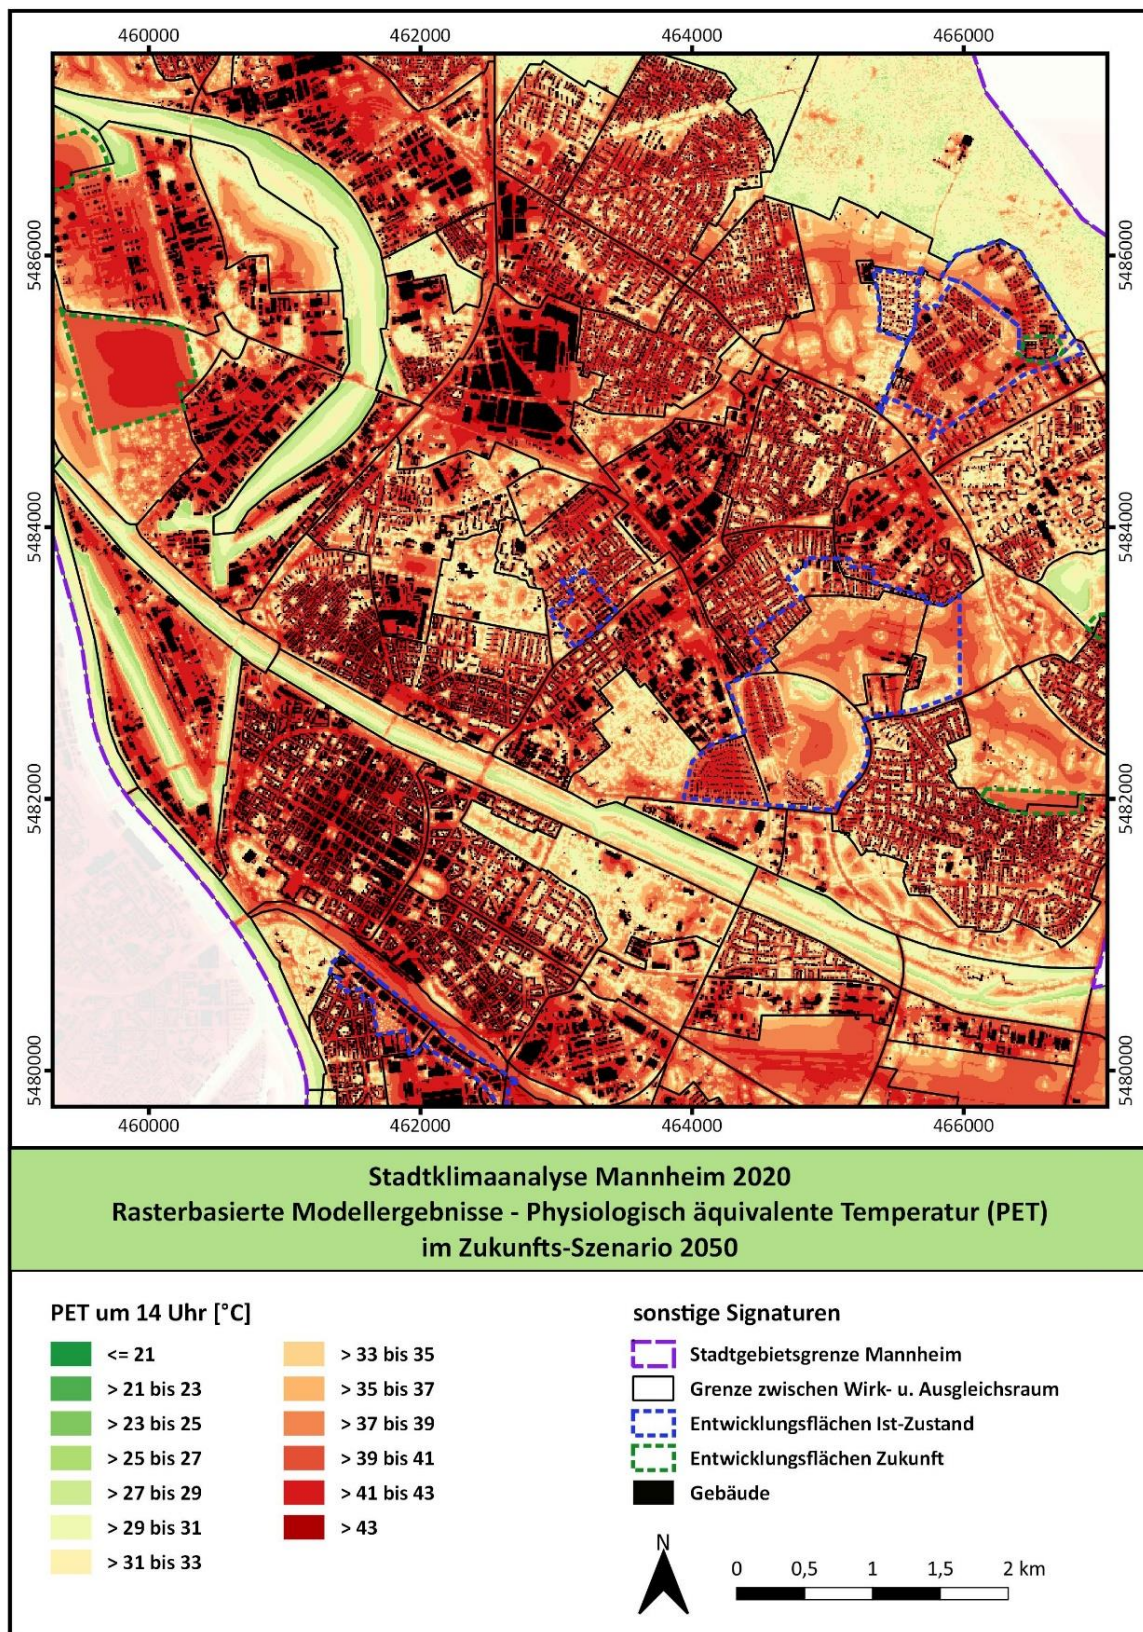 460000
462000
464000
466000
5486000
5486000
5484000
5484000
5482000
5482000
5480000
5480000
460000
462000
464000
466000
Stadtklimaanalyse Mannheim 2020
Rasterbasierte Modellergebnisse - Physiologisch äquivalente Temperatur (PET)
im Zukunfts-Szenario 2050
PET um 14 Uhr [°C]
<= 21
> 21 bis 23
> 23 bis 25
> 25 bis 27
> 27 bis 29
> 29 bis 31
> 31 bis 33
> 33 bis 35
> 35 bis 37
> 37 bis 39
> 39 bis 41
> 41 bis 43
> 43
sonstige Signaturen
Stadtgebietsgrenze Mannheim
Grenze zwischen Wirk- u. Ausgleichsraum
Entwicklungsflächen Ist-Zustand
Entwicklungsflächen Zukunft
Gebäude
N
0 0,5 1 1,5 2 km